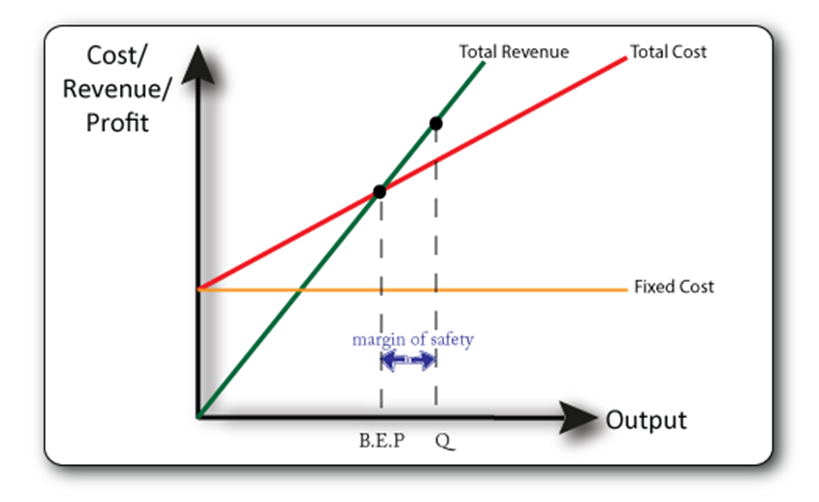 Cost/
Revenue/
Profit
Total Revenue
Total Cost
Fixed Cost
margin of safety
Output
B.E.P
Q